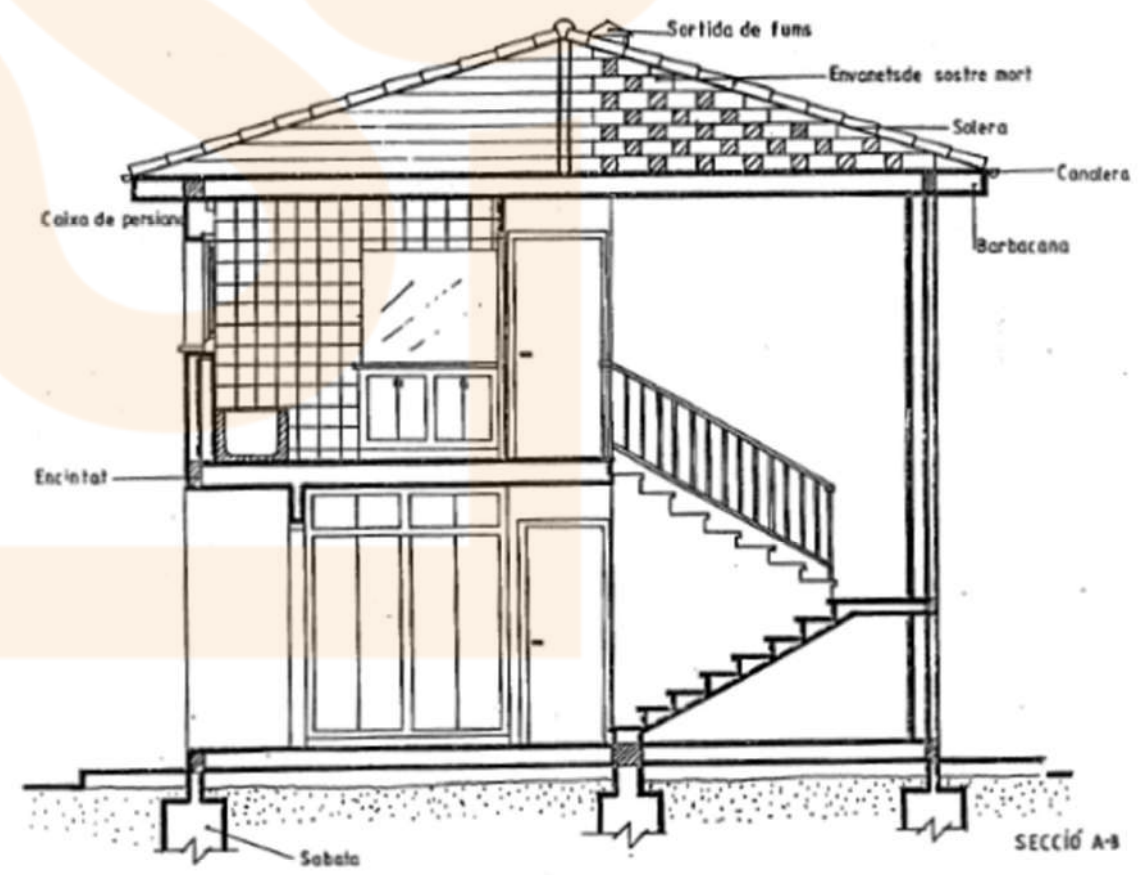 Sortida de fums
Envanetsde sostre mort
Solera
Canalera
Caixa de persiana
Barbacana
Encintat
Sabata
SECCIÓ A-B